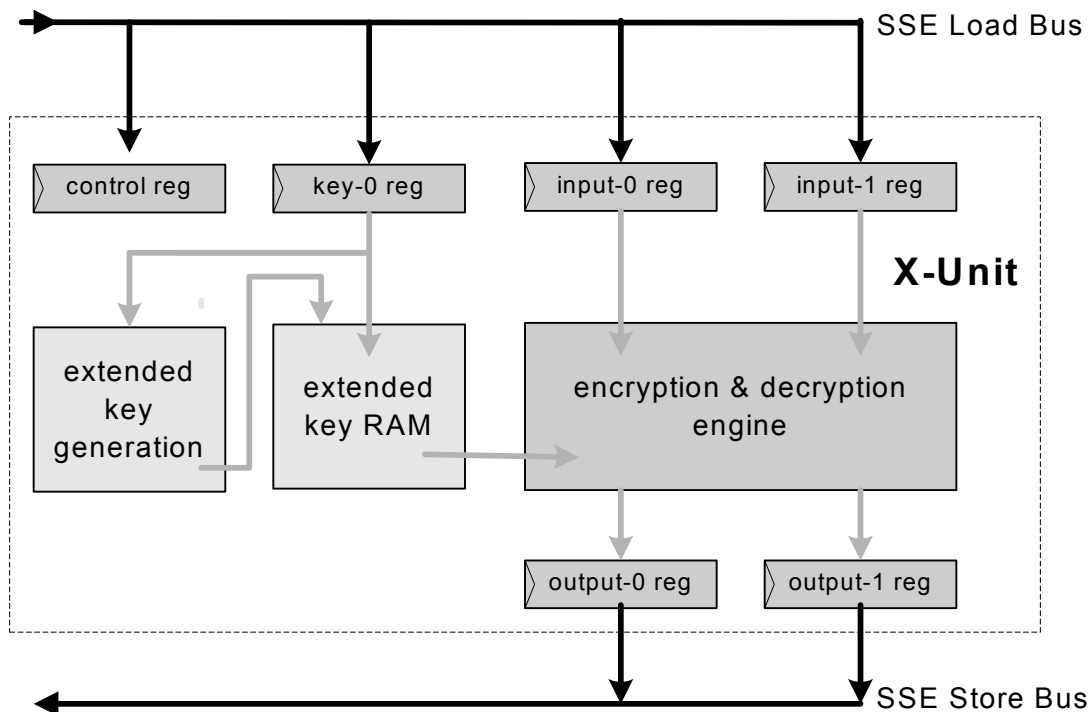 SSE Load Bus
control reg
key-0 reg
input-0 reg
input-1 reg
X-Unit
extended
key
generation
extended
key RAM
encryption & decryption
engine
output-0 reg
output-1 reg
SSE Store Bus